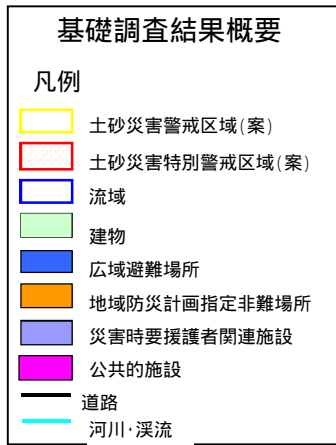 基礎調査結果概要
凡例
土砂災害警戒区域(案)
土砂災害特別警戒区域(案)
流域
建物
広域避難場所
地域防災計画指定非難場所
災害時要援護者関連施設
公共的施設
道路
河川･渓流